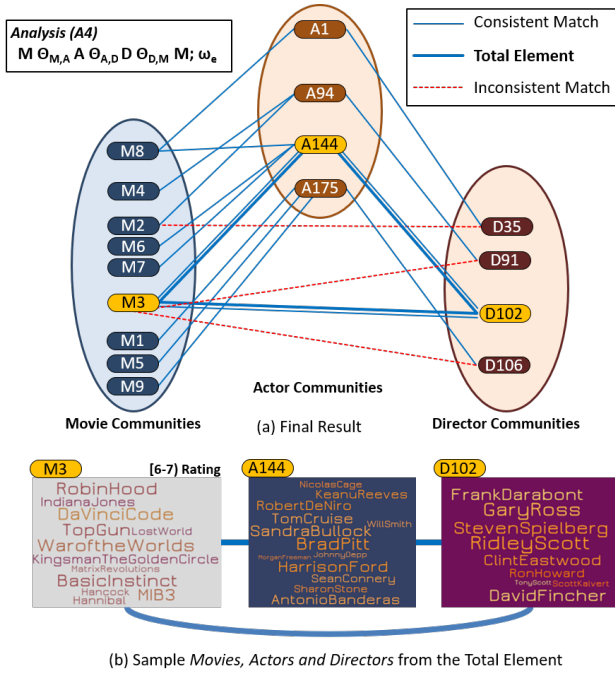 Analysis (A4)
M Θ_{M,A} A Θ_{A,D} D Θ_{D,M} M; ω_e
Consistent Match
Total Element
Inconsistent Match
A1
A94
A144
A175
M8
M4
M2
M6
M7
M3
M1
M5
M9
D35
D91
D102
D106
Actor Communities
Movie Communities
Director Communities
(a) Final Result
M3
[6-7) Rating
RobinHood
IndianaJones
DaVinciCode
TopGun LostWorld
WaroftheWorlds
KingsmanTheGoldenCircle
MatrixRevolutions
BasicInstinct
Hancock
MIB3
Hannibal
A144
NicolasCage
KeanuReeves
RobertDeNiro
TomCruise
WillSmith
SandraBullock
BradPitt
MorganFreeman JohnnyDepp
HarrisonFord
SeanConnery
SharonStone
AntonioBanderas
D102
FrankDarabont
GaryRoss
StevenSpielberg
RidleyScott
ClintEastwood
RonHoward
TonyScott ScottKalvert
DavidFincher
(b) Sample Movies, Actors and Directors from the Total Element